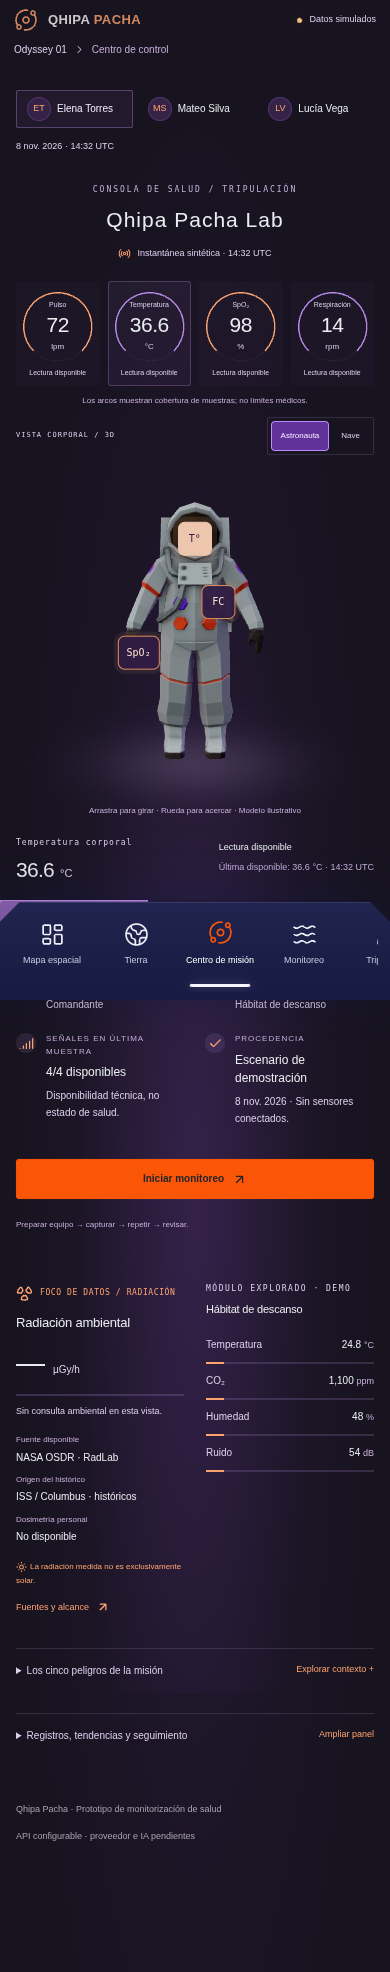 QHIPA PACHA
Datos simulados
Odyssey 01 > Centro de control
ET Elena Torres
MS Mateo Silva
LV Lucía Vega
8 nov. 2026 · 14:32 UTC
CONSOLA DE SALUD / TRIPULACIÓN
Qhipa Pacha Lab
Instantánea sintética · 14:32 UTC
Pulso
72
lpm
Lectura disponible
Temperatura
36.6
°C
Lectura disponible
SpO₂
98
%
Lectura disponible
Respiración
14
rpm
Lectura disponible
Los arcos muestran cobertura de muestras; no límites médicos.
VISTA CORPORAL / 3D
Astronauta
Nave
T°
FC
SpO₂
Arrastra para girar · Rueda para acercar · Modelo ilustrativo
Temperatura corporal
36.6 °C
Lectura disponible
Última disponible: 36.6 °C · 14:32 UTC
Mapa espacial
Tierra
Centro de misión
Monitoreo
Comandante
Hábitat de descanso
SEÑALES EN ÚLTIMA
MUESTRA
4/4 disponibles
Disponibilidad técnica, no
estado de salud.
PROCEDENCIA
Escenario de
demostración
8 nov. 2026 · Sin sensores
conectados.
Iniciar monitoreo
Preparar equipo → capturar → repetir → revisar.
FOCO DE DATOS / RADIACIÓN
Radiación ambiental
— µGy/h
Sin consulta ambiental en esta vista.
Fuente disponible
NASA OSDR · RadLab
Origen del histórico
ISS / Columbus · históricos
Dosimetría personal
No disponible
La radiación medida no es exclusivamente
solar.
Fuentes y alcance
MÓDULO EXPLORADO · DEMO
Hábitat de descanso
Temperatura 24.8 °C
CO₂ 1,100 ppm
Humedad 48 %
Ruido 54 dB
Los cinco peligros de la misión
Explorar contexto +
Registros, tendencias y seguimiento
Ampliar panel
Qhipa Pacha · Prototipo de monitorización de salud
API configurable · proveedor e IA pendientes